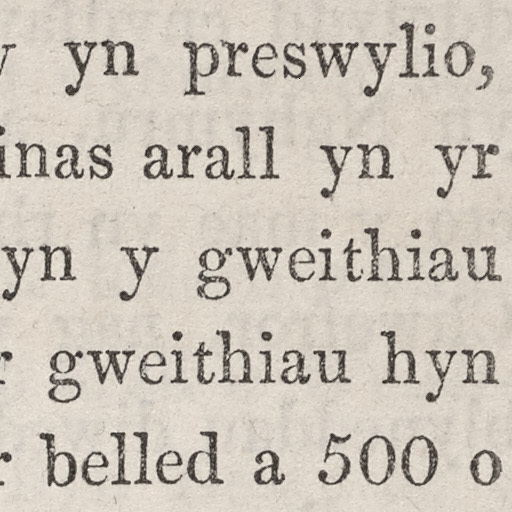 yn preswylio,
inas arall yn yr
yn y gweithiau
gweithiau hyn
belled a 500 o